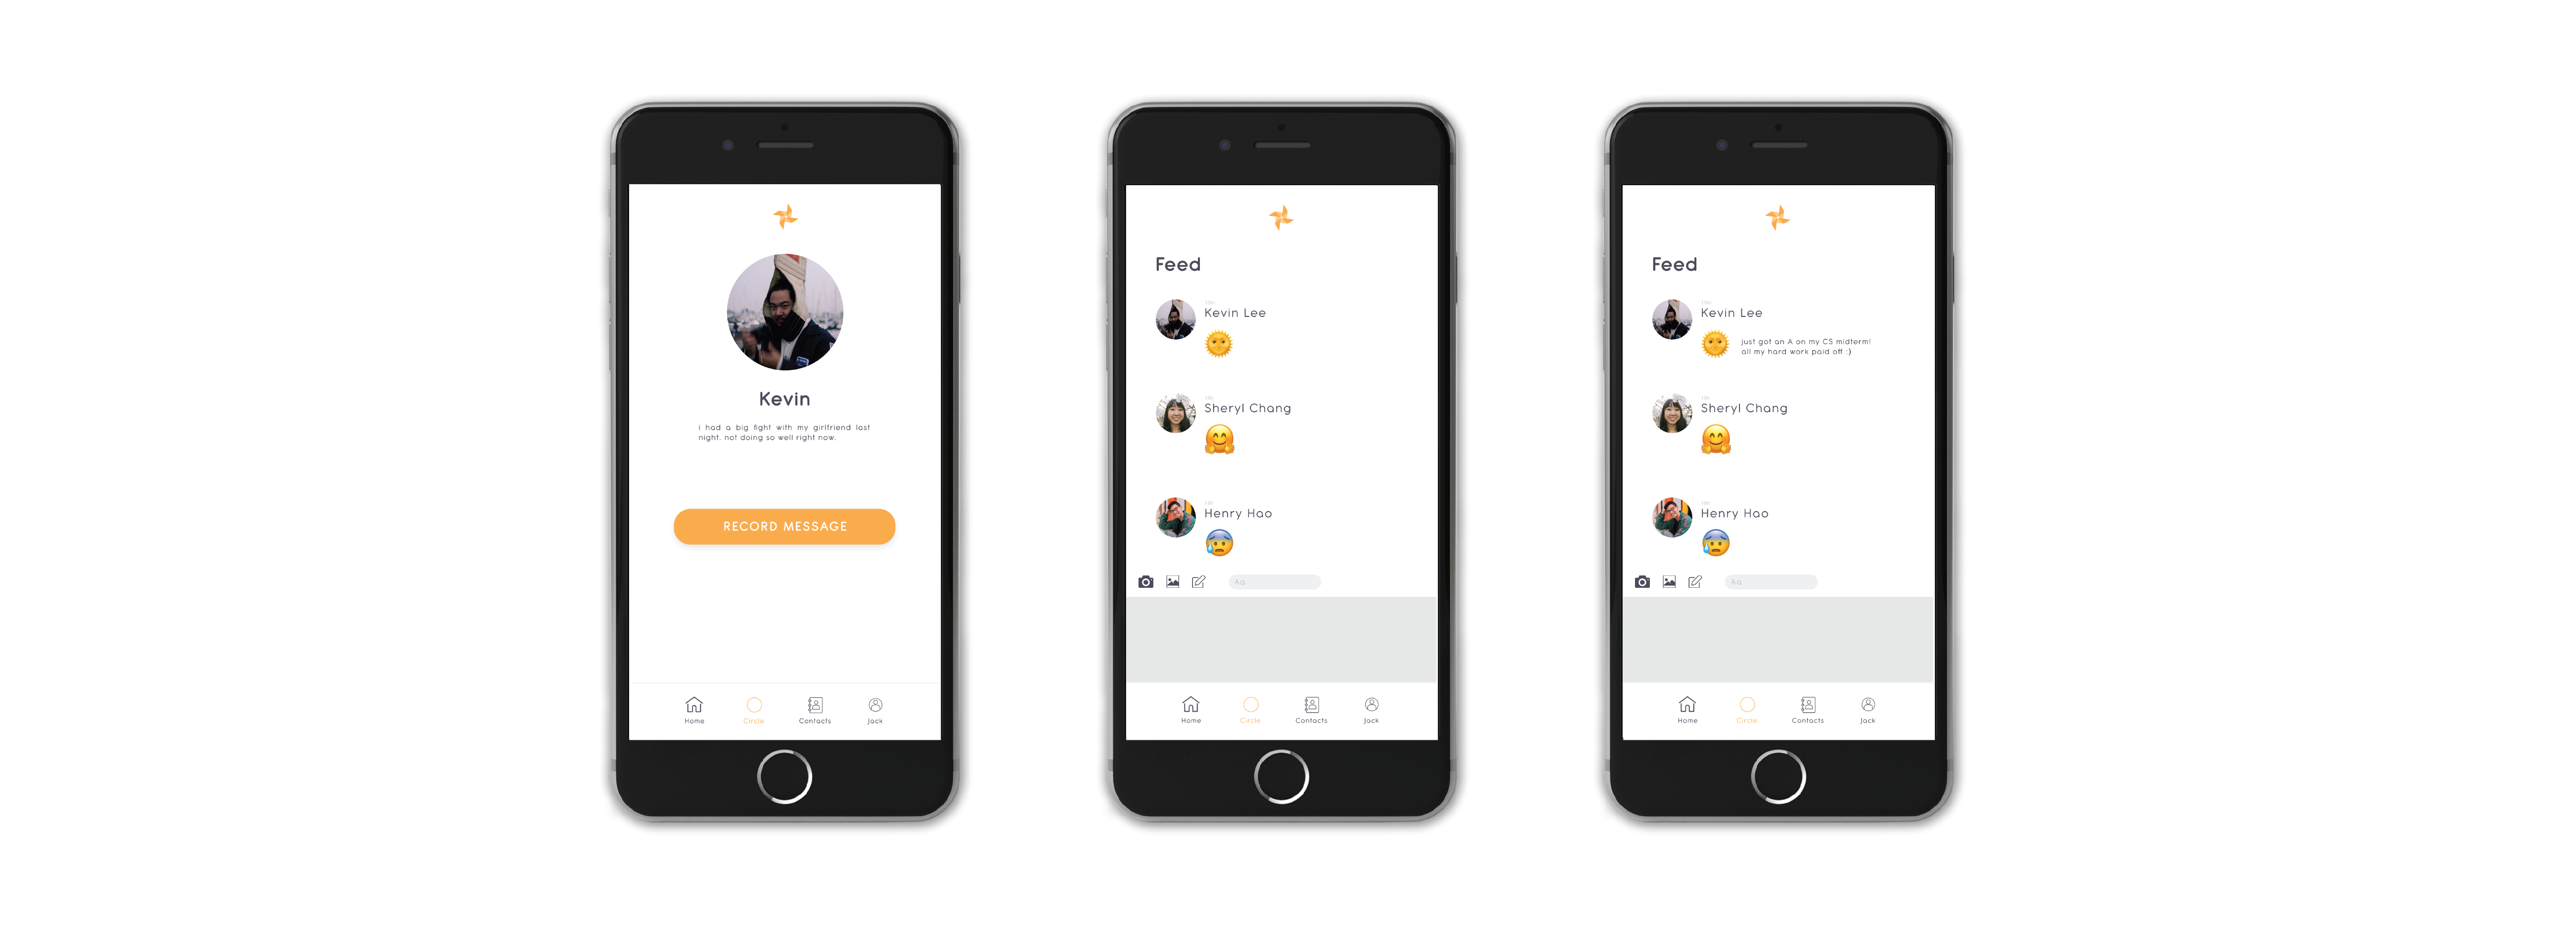 Kevin
i had a big fight with my girlfriend last
night. not doing so well right now.
RECORD MESSAGE
Home
Circle
Contacts
Jack
Feed
Kevin Lee
Sheryl Chang
Henry Hao
Aa
Home
Circle
Contacts
Jack
Feed
Kevin Lee
just got an A on my CS midterm!
all my hard work paid off :)
Sheryl Chang
Henry Hao
Aa
Home
Circle
Contacts
Jack